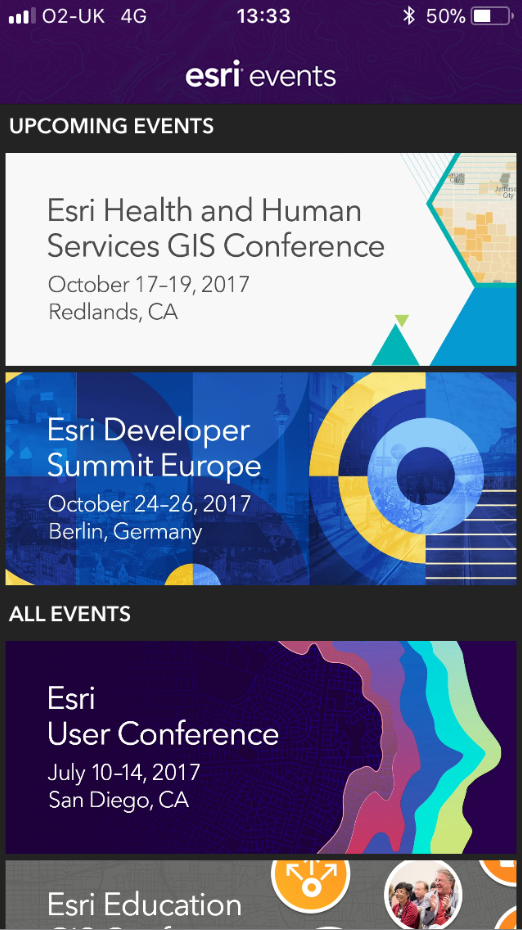 O2-UK 4G 13:33 50%
esri events
UPCOMING EVENTS
Esri Health and Human
Services GIS Conference
October 17–19, 2017
Redlands, CA
Esri Developer
Summit Europe
October 24–26, 2017
Berlin, Germany
ALL EVENTS
Esri
User Conference
July 10–14, 2017
San Diego, CA
Esri Education